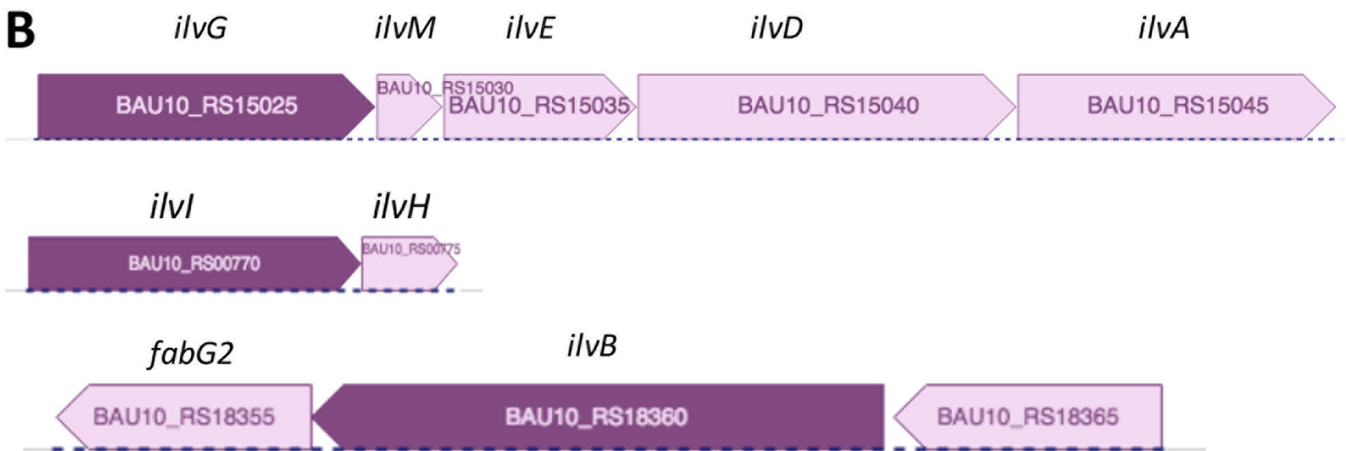 B ilvG ilvM ilvE ilvD ilvA
BAU10_RS15025 BAU10_RS15030 BAU10_RS15035 BAU10_RS15040 BAU10_RS15045
ilvI ilvH
BAU10_RS00770 BAU10_RS00775
fabG2 ilvB
BAU10_RS18355 BAU10_RS18360 BAU10_RS18365